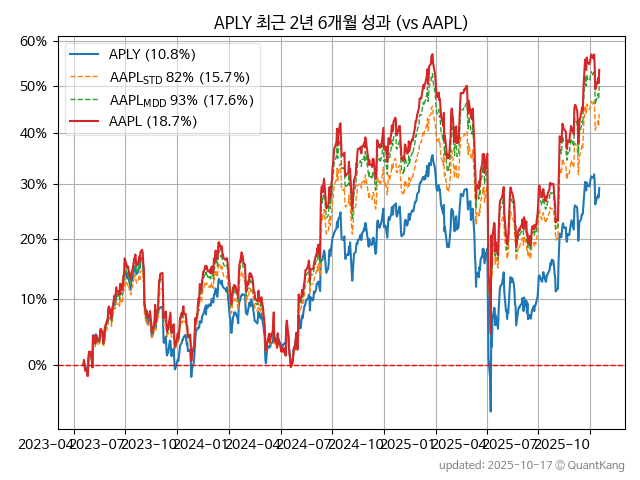 APLY 최근 2년 6개월 성과 (vs AAPL)
APLY (10.8%)
AAPL_STD 82% (15.7%)
AAPL_MDD 93% (17.6%)
AAPL (18.7%)
60%
50%
40%
30%
20%
10%
0%
2023-04 2023-07 2023-10 2024-01 2024-04 2024-07 2024-10 2025-01 2025-04 2025-07 2025-10
updated: 2025-10-17 © QuantKang